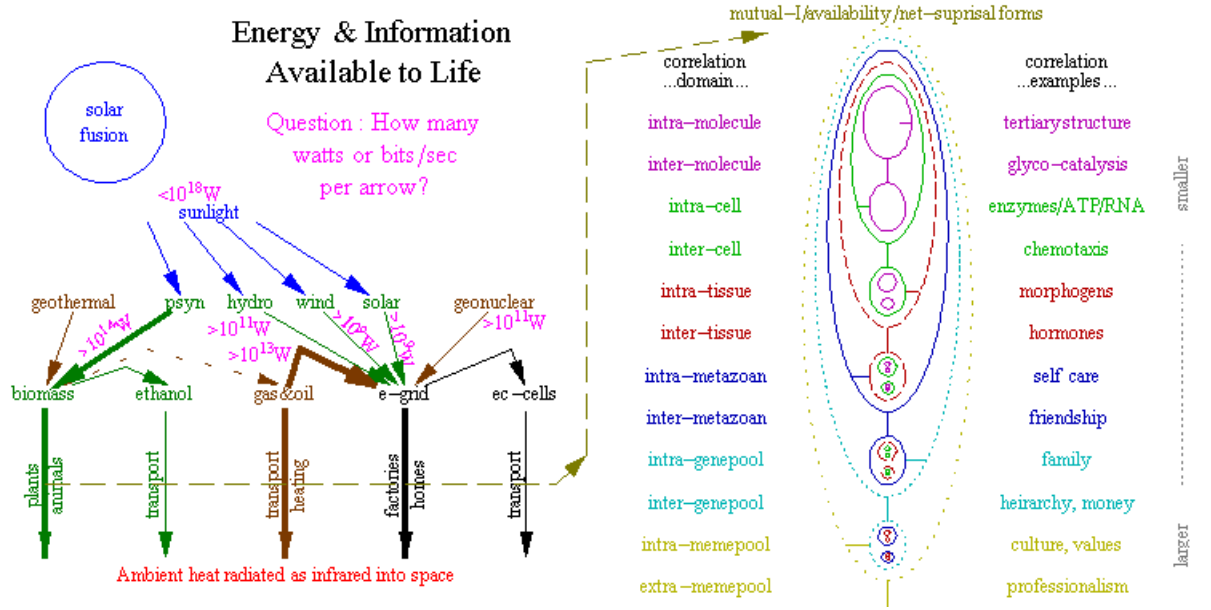 mutual-I/availability/net-suprisal forms
Energy & Information
Available to Life
solar
fusion
Question : How many
watts or bits/sec
per arrow?
<10^18W
sunlight
geothermal
psyn
hydro
wind
solar
geonuclear
>10^14W
>10^11W
>10^13W
>10^9W
>10^11W
biomass
ethanol
gas&oil
e-grid
ec-cells
plants
animals
transport
transport
heating
factories
homes
transport
Ambient heat radiated as infrared into space
correlation
...domain...
correlation
...examples...
intra-molecule
tertiary structure
inter-molecule
glyco-catalysis
intra-cell
enzymes/ATP/RNA
inter-cell
chemotaxis
intra-tissue
morphogens
inter-tissue
hormones
intra-metazoan
self care
inter-metazoan
friendship
intra-genepool
family
inter-genepool
heirarchy, money
intra-memepool
culture, values
extra-memepool
professionalism
smaller
larger